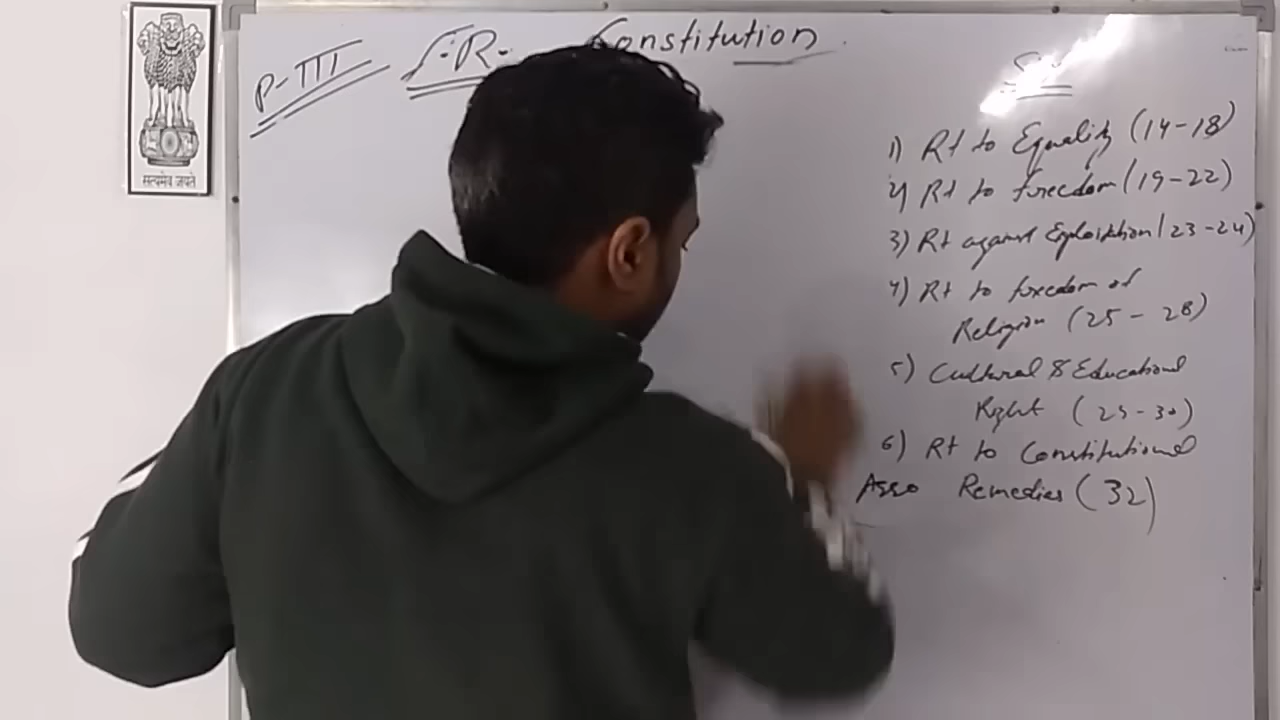 सत्यमेव जयते
P-III F.R. Constitution
1) Rt to Equality (14-18)
2) Rt to freedom (19-22)
3) Rt against Exploitation (23-24)
4) Rt to freedom of
Religion (25-28)
5) Cultural & Educational
Right (29-30)
6) Rt to Constitutional
Remedies (32)